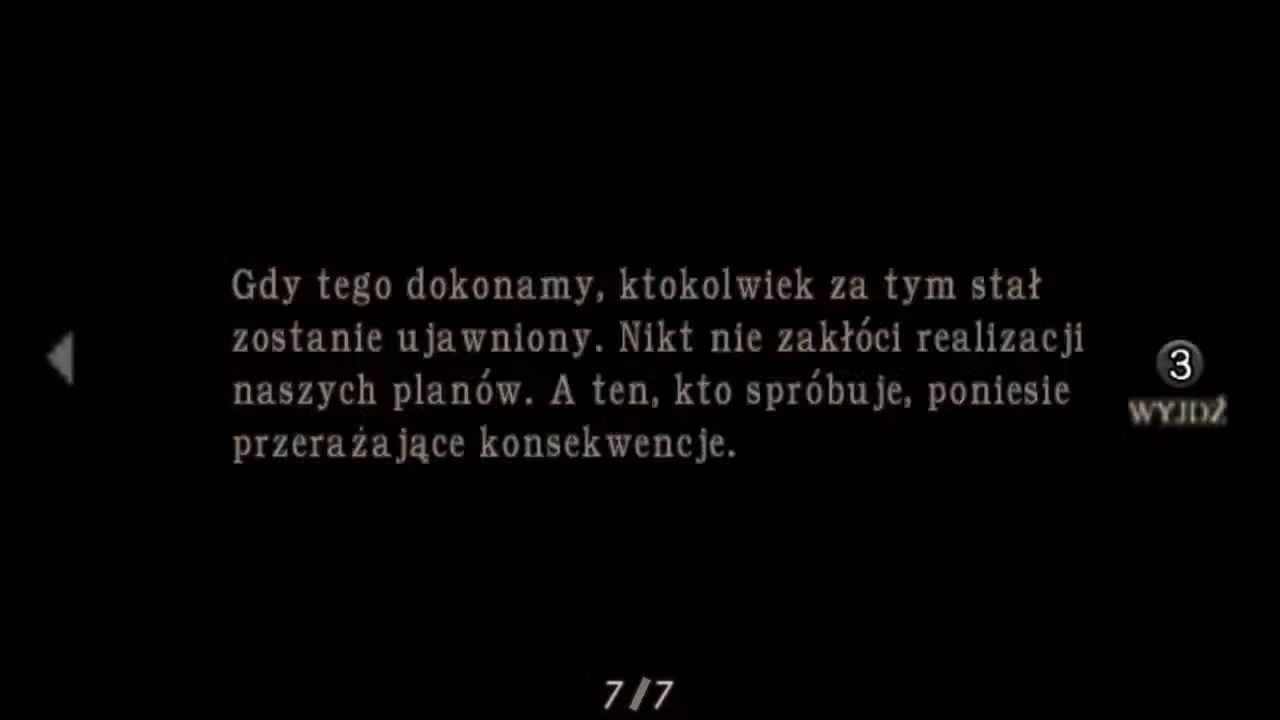 Gdy tego dokonamy, ktokolwiek za tym stał
zostanie ujawniony. Nikt nie zakłóci realizacji
naszych planów. A ten, kto spróbuje, poniesie
przerażające konsekwencje.
3
WYJDŹ
7/7